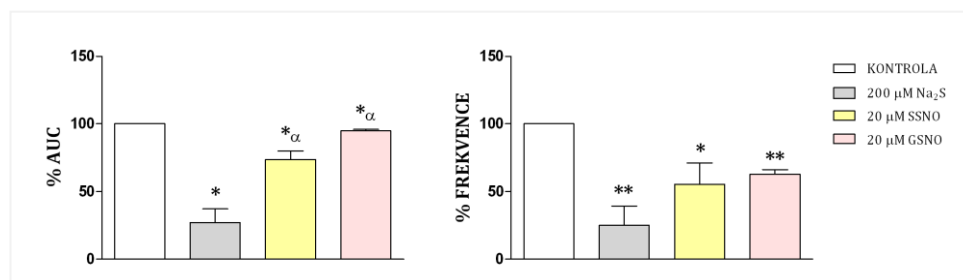 150
100
50
0
% AUC
*
*α
*α
150
100
50
0
% FREKVENCE
**
*
**
KONTROLA
200 μM Na₂S
20 μM SSNO
20 μM GSNO